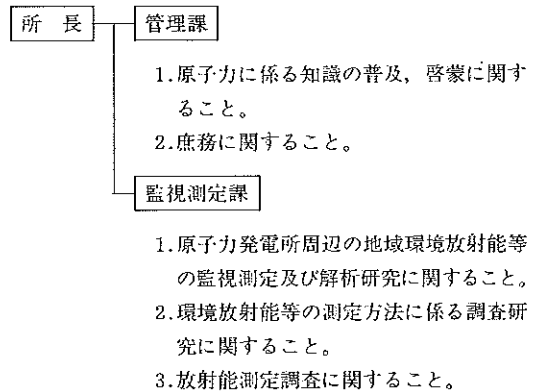 所　長
管理課
1.原子力に係る知識の普及，啓蒙に関す
ること。
2.庶務に関すること。
監視測定課
1.原子力発電所周辺の地域環境放射能等
の監視測定及び解析研究に関すること。
2.環境放射能等の測定方法に係る調査研
究に関すること。
3.放射能測定調査に関すること。